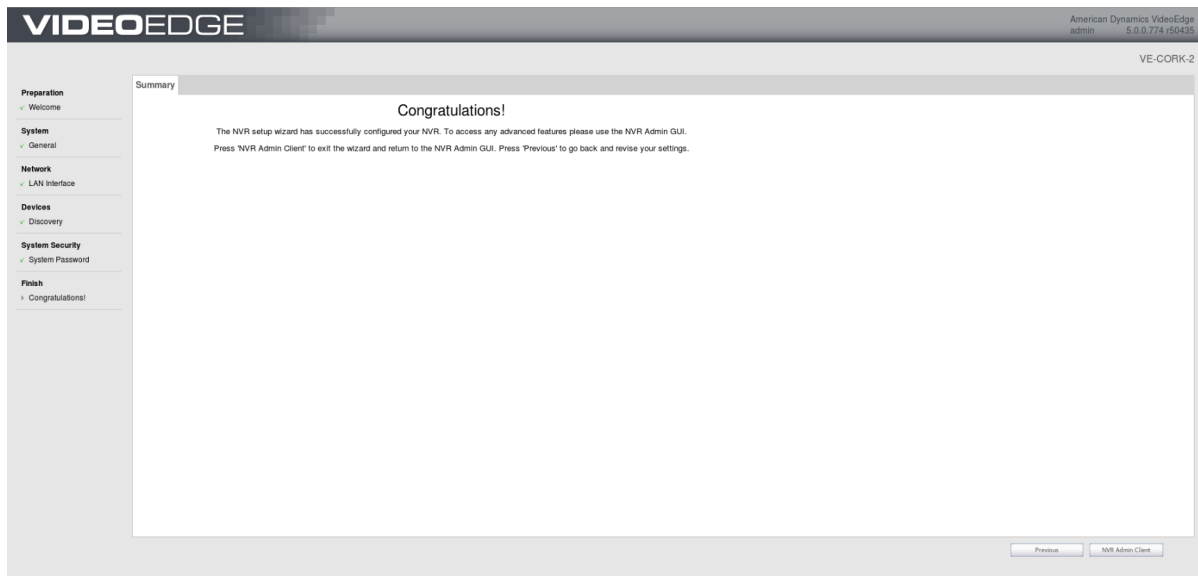 VIDEOEDGE
American Dynamics VideoEdge
admin 5.0.0.774 r50435
VE-CORK-2
Preparation
Welcome
System
General
Network
LAN Interface
Devices
Discovery
System Security
System Password
Finish
Congratulations!
Summary
Congratulations!
The NVR setup wizard has successfully configured your NVR. To access any advanced features please use the NVR Admin GUI.
Press 'NVR Admin Client' to exit the wizard and return to the NVR Admin GUI. Press 'Previous' to go back and revise your settings.
Previous
NVR Admin Client